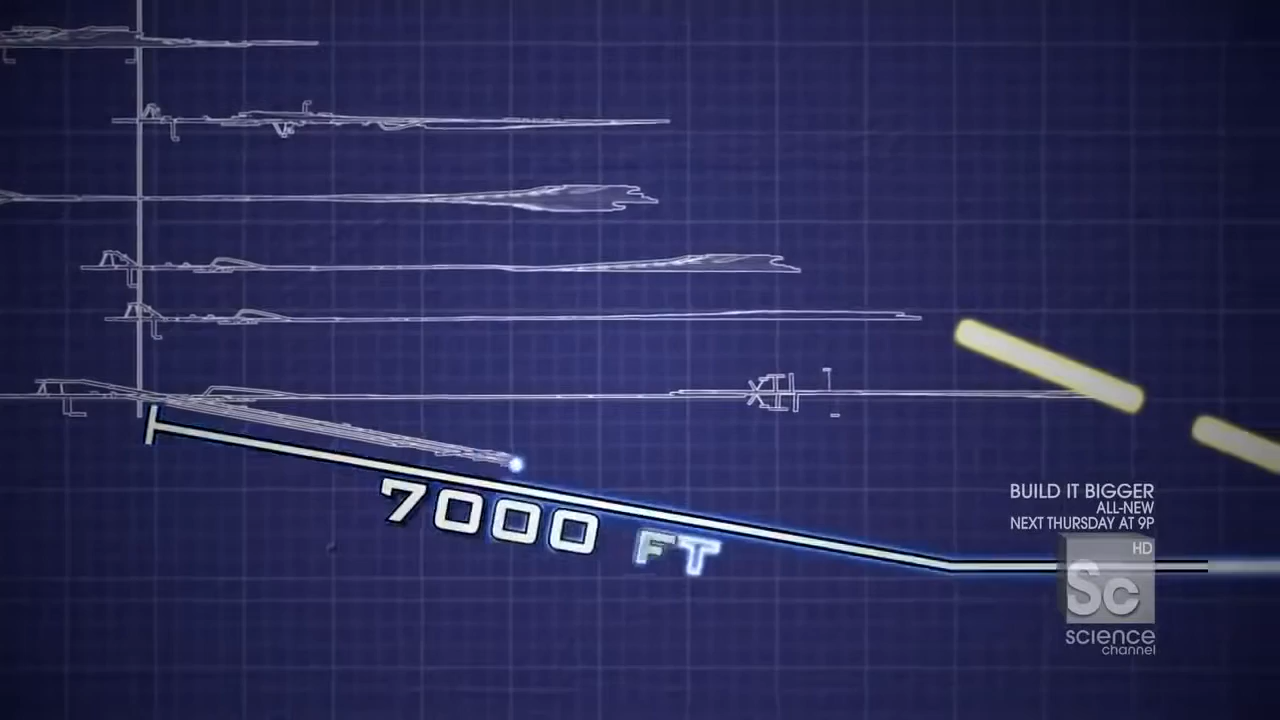 7000 FT
BUILD IT BIGGER
ALL-NEW
NEXT THURSDAY AT 9P
HD
Sc
science
channel